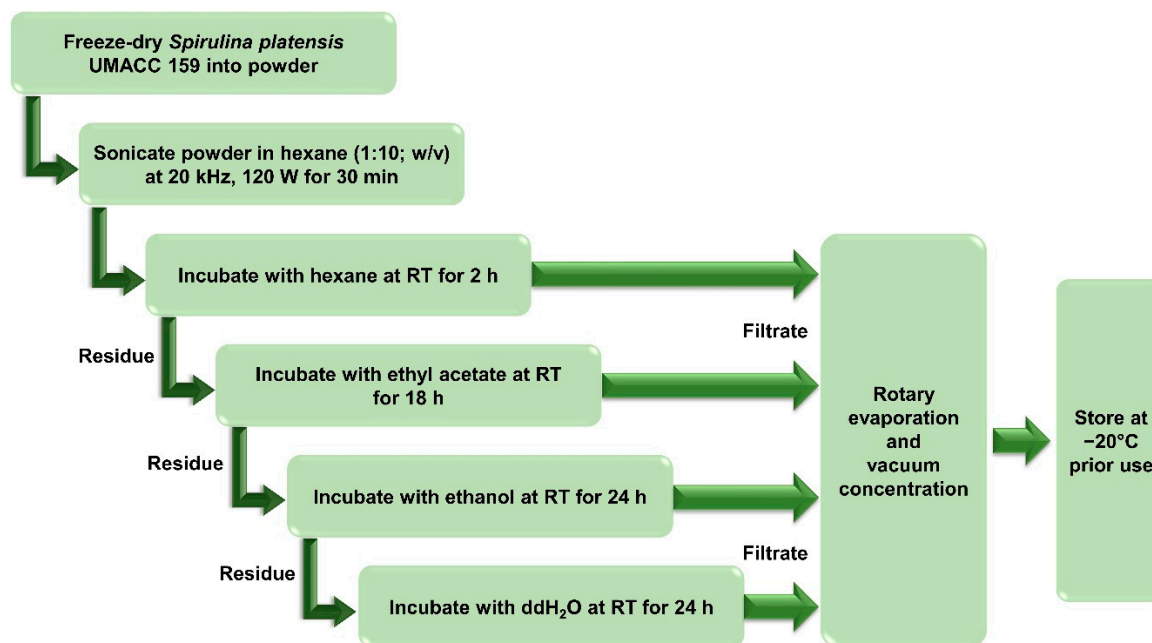 Freeze-dry Spirulina platensis
UMACC 159 into powder
Sonicate powder in hexane (1:10; w/v)
at 20 kHz, 120 W for 30 min
Incubate with hexane at RT for 2 h
Residue
Filtrate
Incubate with ethyl acetate at RT
for 18 h
Residue
Incubate with ethanol at RT for 24 h
Residue
Filtrate
Incubate with ddH₂O at RT for 24 h
Rotary
evaporation
and
vacuum
concentration
Store at
−20°C
prior use